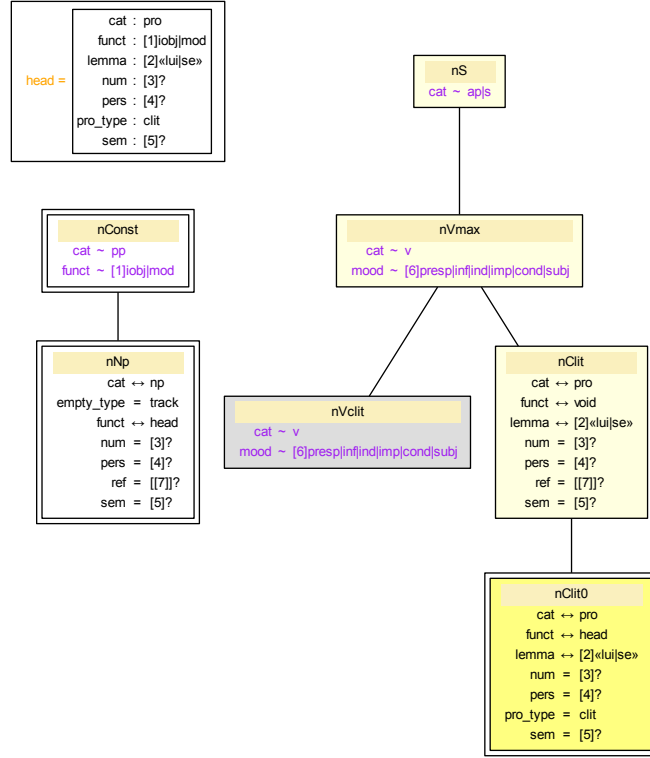 head =
cat : pro
funct : [1]iobj|mod
lemma : [2]«lui|se»
num : [3]?
pers : [4]?
pro_type : clit
sem : [5]?
nS
cat ~ ap|s
nConst
cat ~ pp
funct ~ [1]iobj|mod
nVmax
cat ~ v
mood ~ [6]presp|inf|ind|imp|cond|subj
nNp
cat ↔ np
empty_type = track
funct ↔ head
num = [3]?
pers = [4]?
ref = [[7]]?
sem = [5]?
nVclit
cat ~ v
mood ~ [6]presp|inf|ind|imp|cond|subj
nClit
cat ↔ pro
funct ↔ void
lemma ↔ [2]«lui|se»
num = [3]?
pers = [4]?
ref = [[7]]?
sem = [5]?
nClit0
cat ↔ pro
funct ↔ head
lemma ↔ [2]«lui|se»
num = [3]?
pers = [4]?
pro_type = clit
sem = [5]?